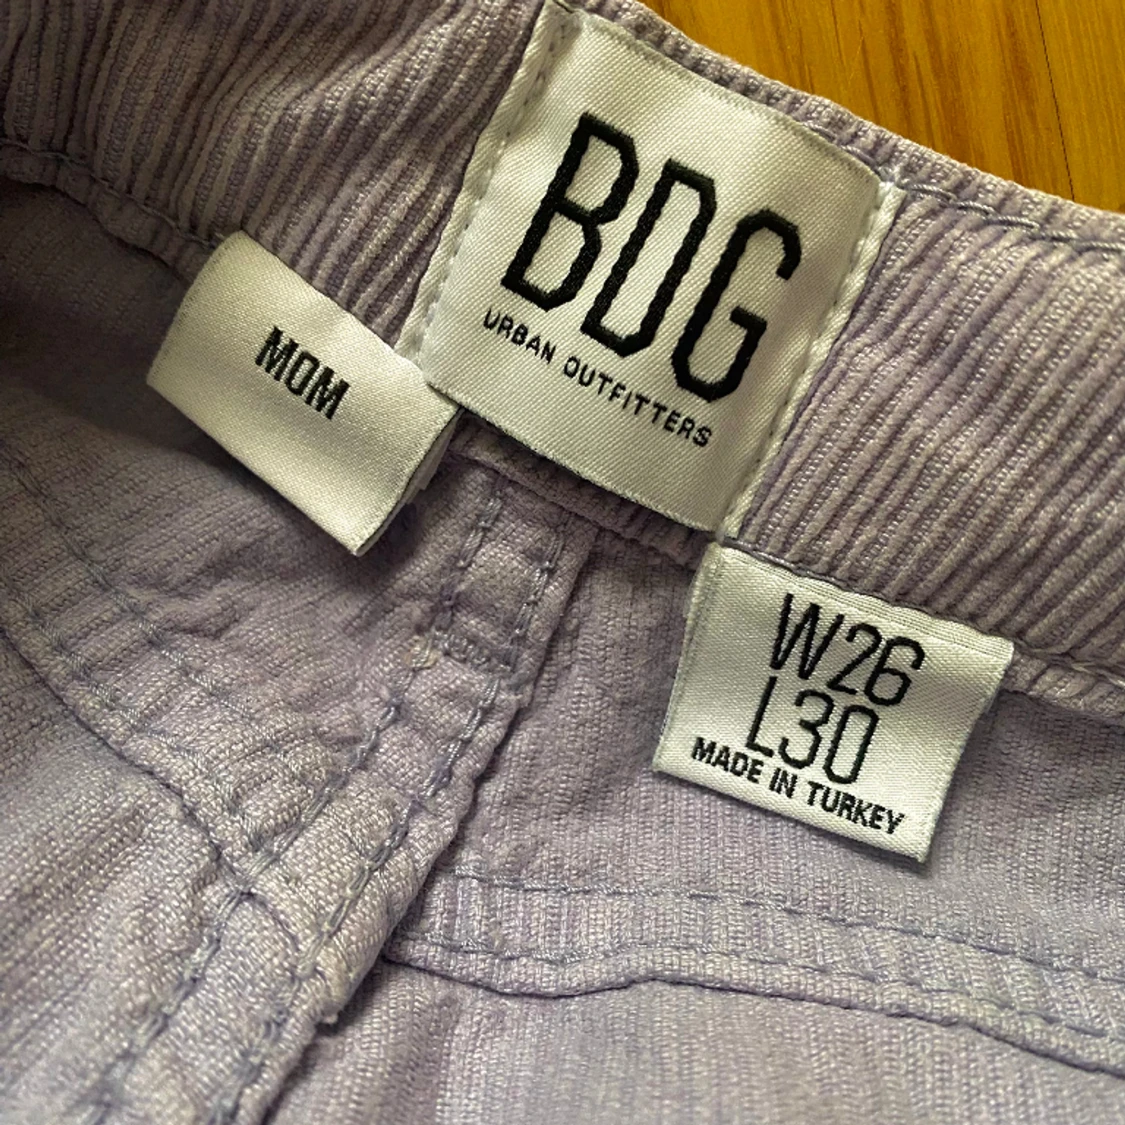 BDG
URBAN OUTFITTERS
MOM
W26
L30
MADE IN TURKEY